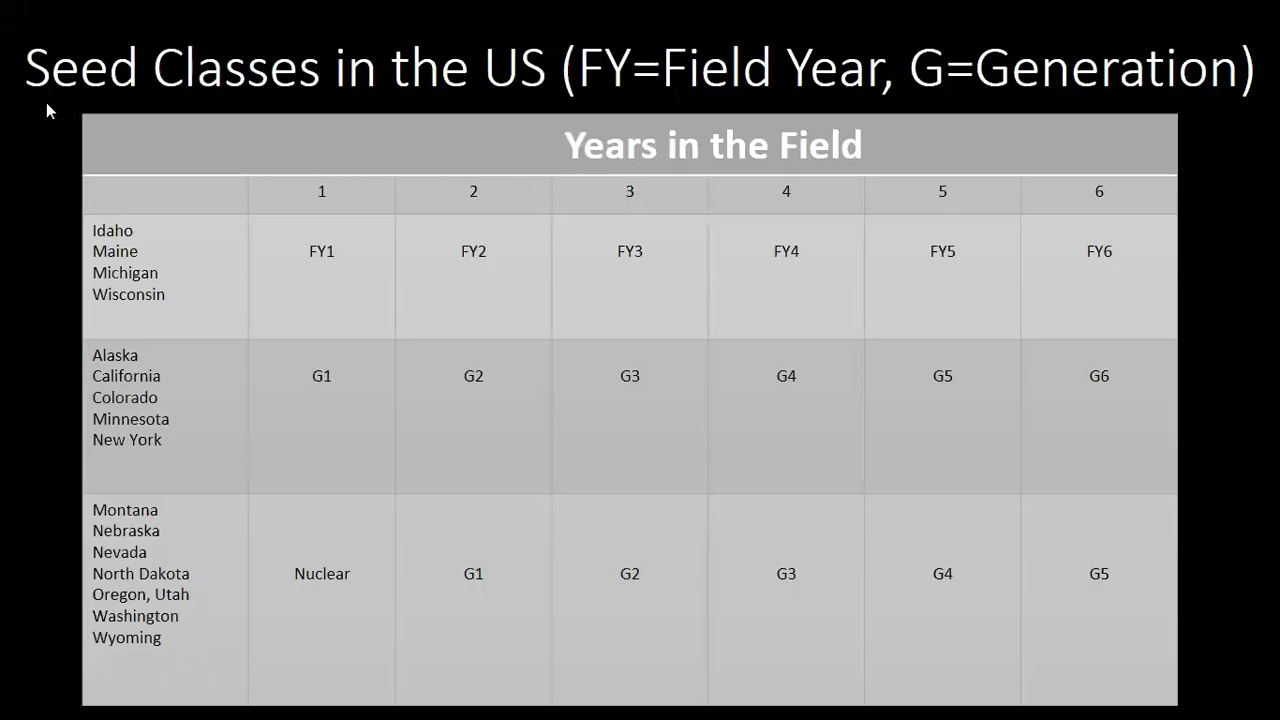 Seed Classes in the US (FY=Field Year, G=Generation)
Years in the Field
1 2 3 4 5 6
Idaho
Maine FY1 FY2 FY3 FY4 FY5 FY6
Michigan
Wisconsin
Alaska
California G1 G2 G3 G4 G5 G6
Colorado
Minnesota
New York
Montana
Nebraska
Nevada
North Dakota Nuclear G1 G2 G3 G4 G5
Oregon, Utah
Washington
Wyoming